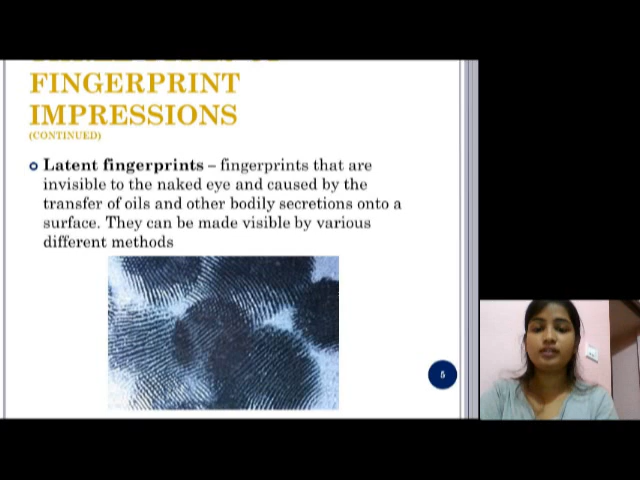 FINGERPRINT
IMPRESSIONS
(CONTINUED)
Latent fingerprints – fingerprints that are
invisible to the naked eye and caused by the
transfer of oils and other bodily secretions onto a
surface. They can be made visible by various
different methods
5